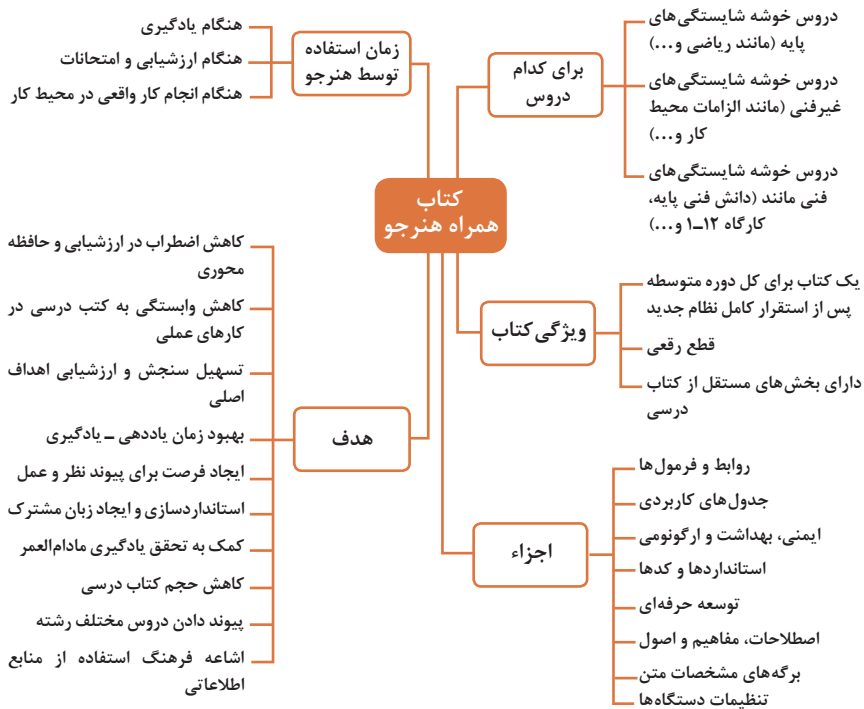 کتاب
همراه هنرجو
برای کدام
دروس
دروس خوشه شایستگی‌های
پایه (مانند ریاضی و...)
دروس خوشه شایستگی‌های
غیرفنی (مانند الزامات محیط
کار و...)
دروس خوشه شایستگی‌های
فنی مانند (دانش فنی پایه،
کارگاه ۱۲ــ۱ و...)
ویژگی کتاب
یک کتاب برای کل دوره متوسطه
پس از استقرار کامل نظام جدید
قطع رقعی
دارای بخش‌های مستقل از کتاب
درسی
اجزاء
روابط و فرمول‌ها
جدول‌های کاربردی
ایمنی، بهداشت و ارگونومی
استانداردها و کدها
توسعه حرفه‌ای
اصطلاحات، مفاهیم و اصول
برگه‌های مشخصات متن
تنظیمات دستگاه‌ها
زمان استفاده
توسط هنرجو
هنگام یادگیری
هنگام ارزشیابی و امتحانات
هنگام انجام کار واقعی در محیط کار
هدف
کاهش اضطراب در ارزشیابی و حافظه
محوری
کاهش وابستگی به کتب درسی در
کارهای عملی
تسهیل سنجش و ارزشیابی اهداف
اصلی
بهبود زمان یاددهی ــ یادگیری
ایجاد فرصت برای پیوند نظر و عمل
استانداردسازی و ایجاد زبان مشترک
کمک به تحقق یادگیری مادام‌العمر
کاهش حجم کتاب درسی
پیوند دادن دروس مختلف رشته
اشاعه فرهنگ استفاده از منابع
اطلاعاتی